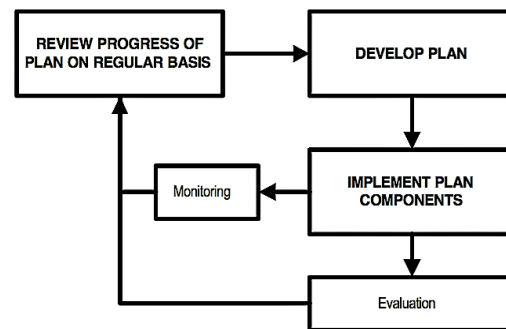 REVIEW PROGRESS OF
PLAN ON REGULAR BASIS
DEVELOP PLAN
Monitoring
IMPLEMENT PLAN
COMPONENTS
Evaluation